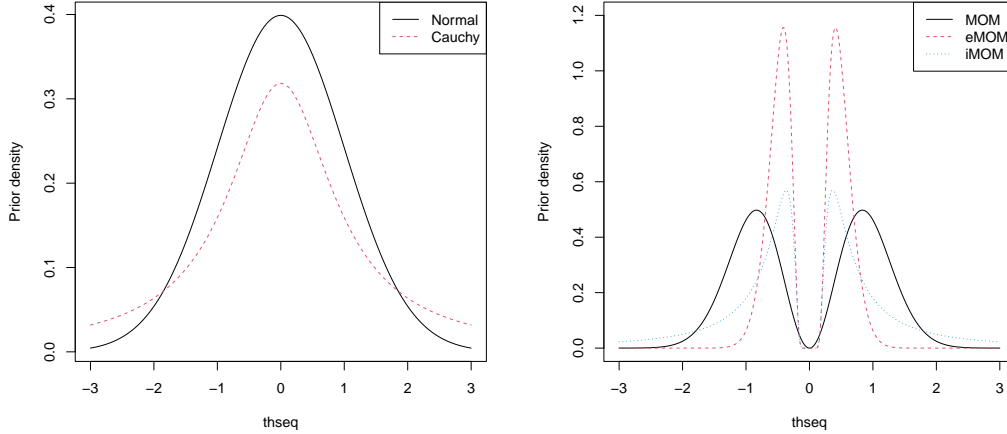 Normal
Cauchy
0.4
0.3
0.2
0.1
0.0
Prior density
−3 −2 −1 0 1 2 3
thseq
MOM
eMOM
iMOM
1.2
1.0
0.8
0.6
0.4
0.2
0.0
Prior density
−3 −2 −1 0 1 2 3
thseq